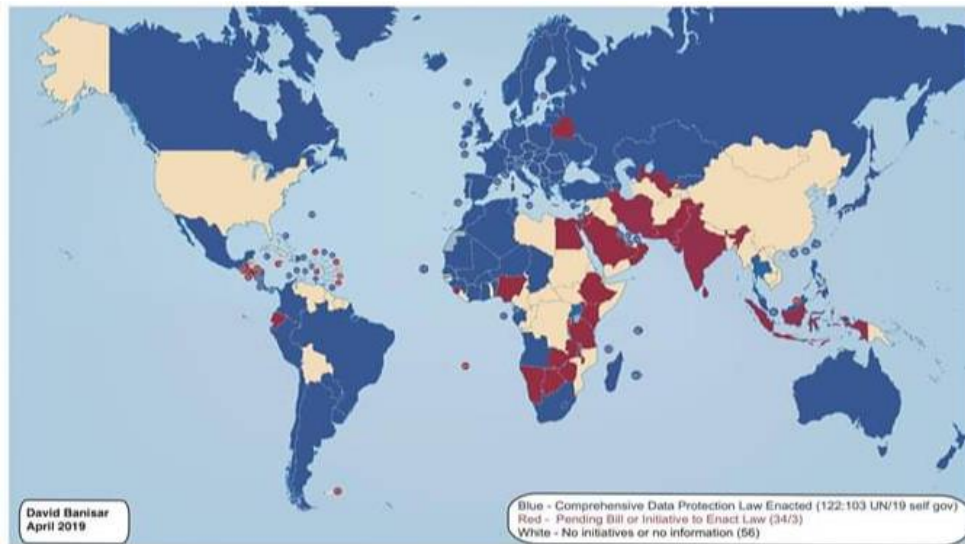 David Banisar
April 2019
Blue - Comprehensive Data Protection Law Enacted (122:103 UN/19 self gov)
Red - Pending Bill or Initiative to Enact Law (34/3)
White - No initiatives or no information (56)